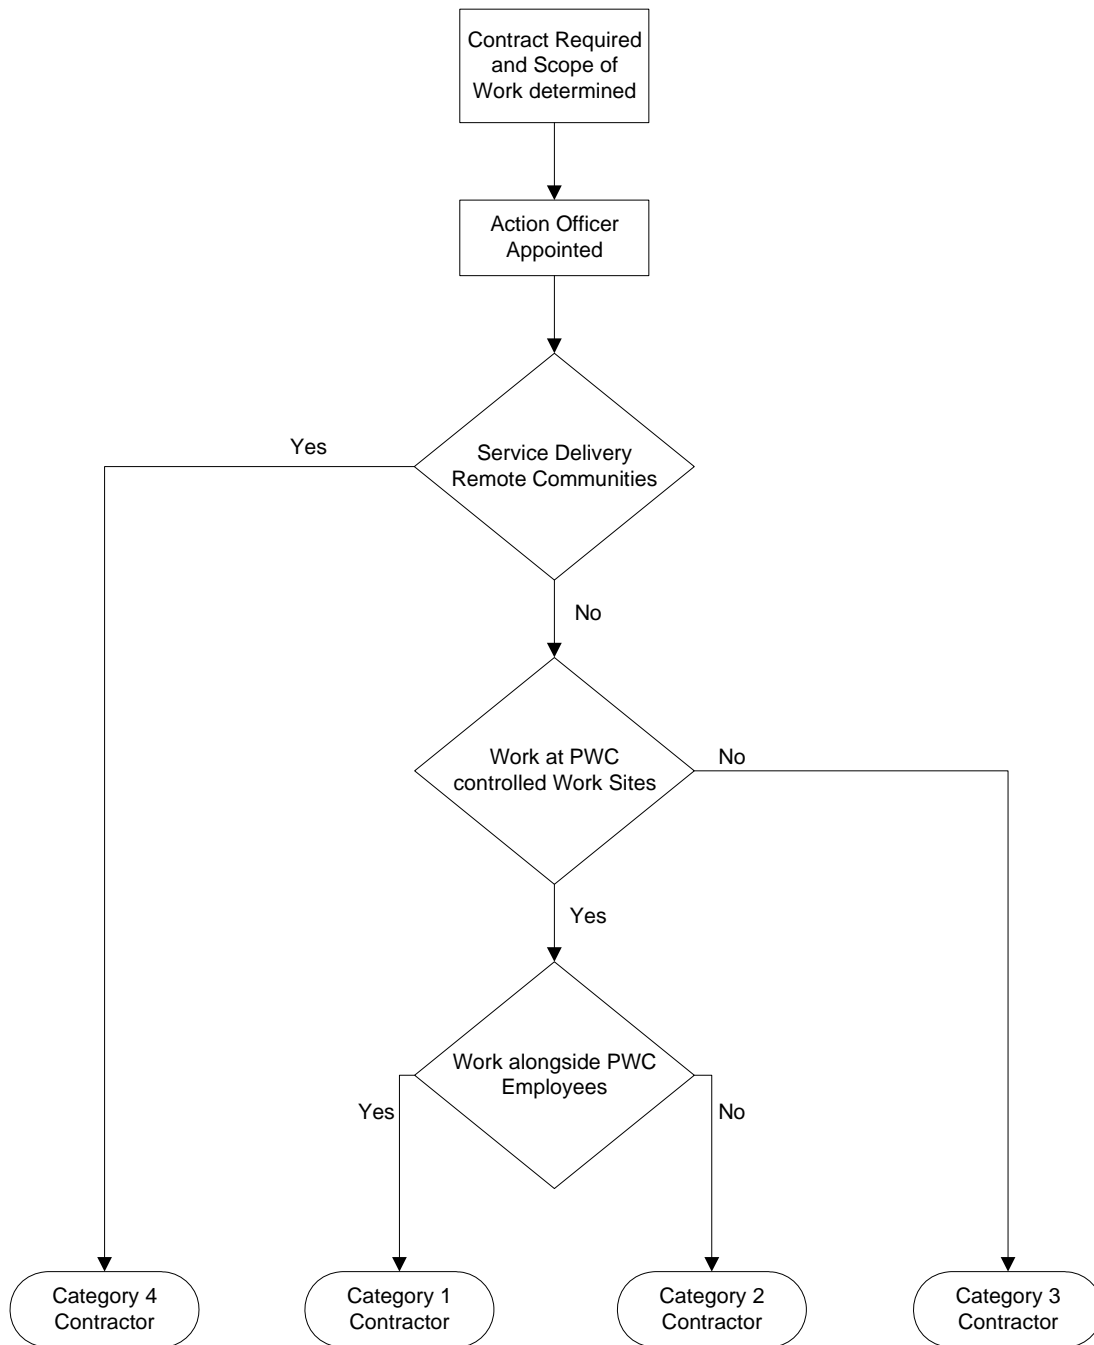 Contract Required
and Scope of
Work determined
Action Officer
Appointed
Yes
Service Delivery
Remote Communities
No
Work at PWC
controlled Work Sites
No
Yes
Work alongside PWC
Employees
Yes
No
Category 4
Contractor
Category 1
Contractor
Category 2
Contractor
Category 3
Contractor